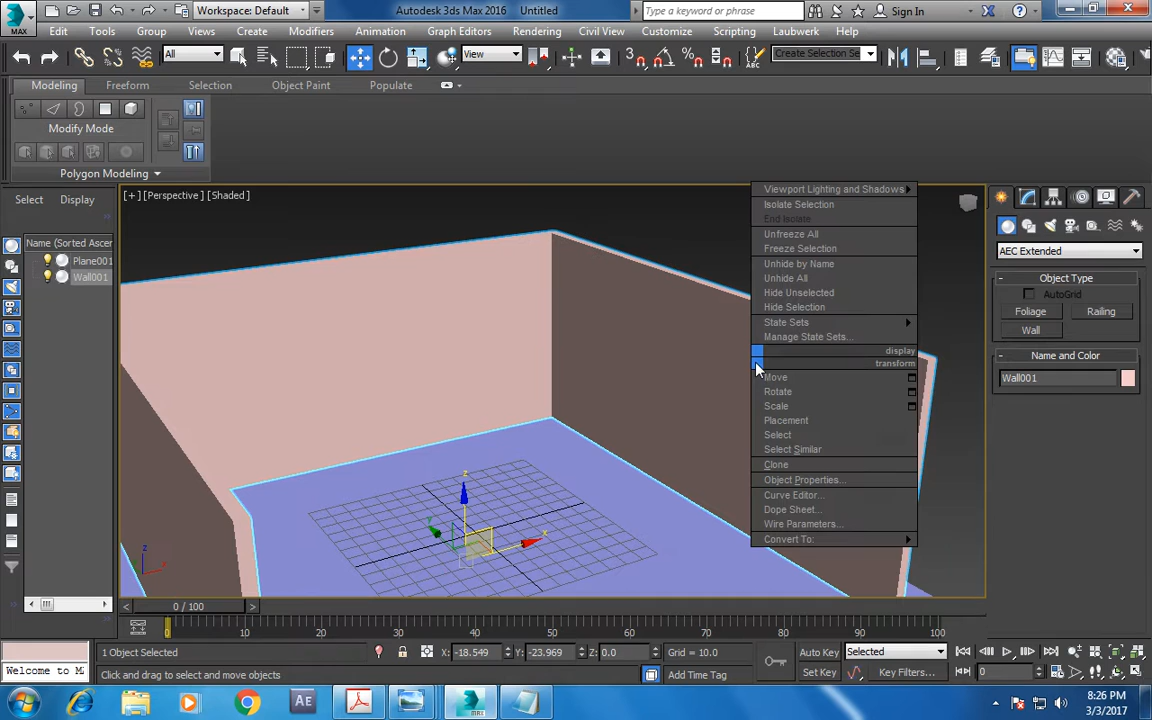 MAX
Workspace: Default
Autodesk 3ds Max 2016 Untitled
Type a keyword or phrase
Sign In
Edit Tools Group Views Create Modifiers Animation Graph Editors Rendering Civil View Customize Scripting Laubwerk Help
All
View
3
Create Selection Se
Modeling Freeform Selection Object Paint Populate
Modify Mode
Polygon Modeling
Select Display
Name (Sorted Ascen
Plane001
Wall001
[+] [Perspective] [Shaded]
Viewport Lighting and Shadows
Isolate Selection
End Isolate
Unfreeze All
Freeze Selection
Unhide by Name
Unhide All
Hide Unselected
Hide Selection
State Sets
Manage State Sets...
display
transform
Move
Rotate
Scale
Placement
Select
Select Similar
Clone
Object Properties...
Curve Editor...
Dope Sheet...
Wire Parameters...
Convert To:
z
y
x
z
x
AEC Extended
- Object Type
AutoGrid
Foliage Railing
Wall
- Name and Color
Wall001
< 0 / 100 >
0 10 20 30 40 50 60 70 80 90 100
Welcome to M
1 Object Selected
X: -18.549 Y: -23.969 Z: 0.0
Grid = 10.0
Auto Key Selected
Click and drag to select and move objects
Add Time Tag
Set Key Key Filters...
0
Ae
MAX
8:26 PM
3/3/2017